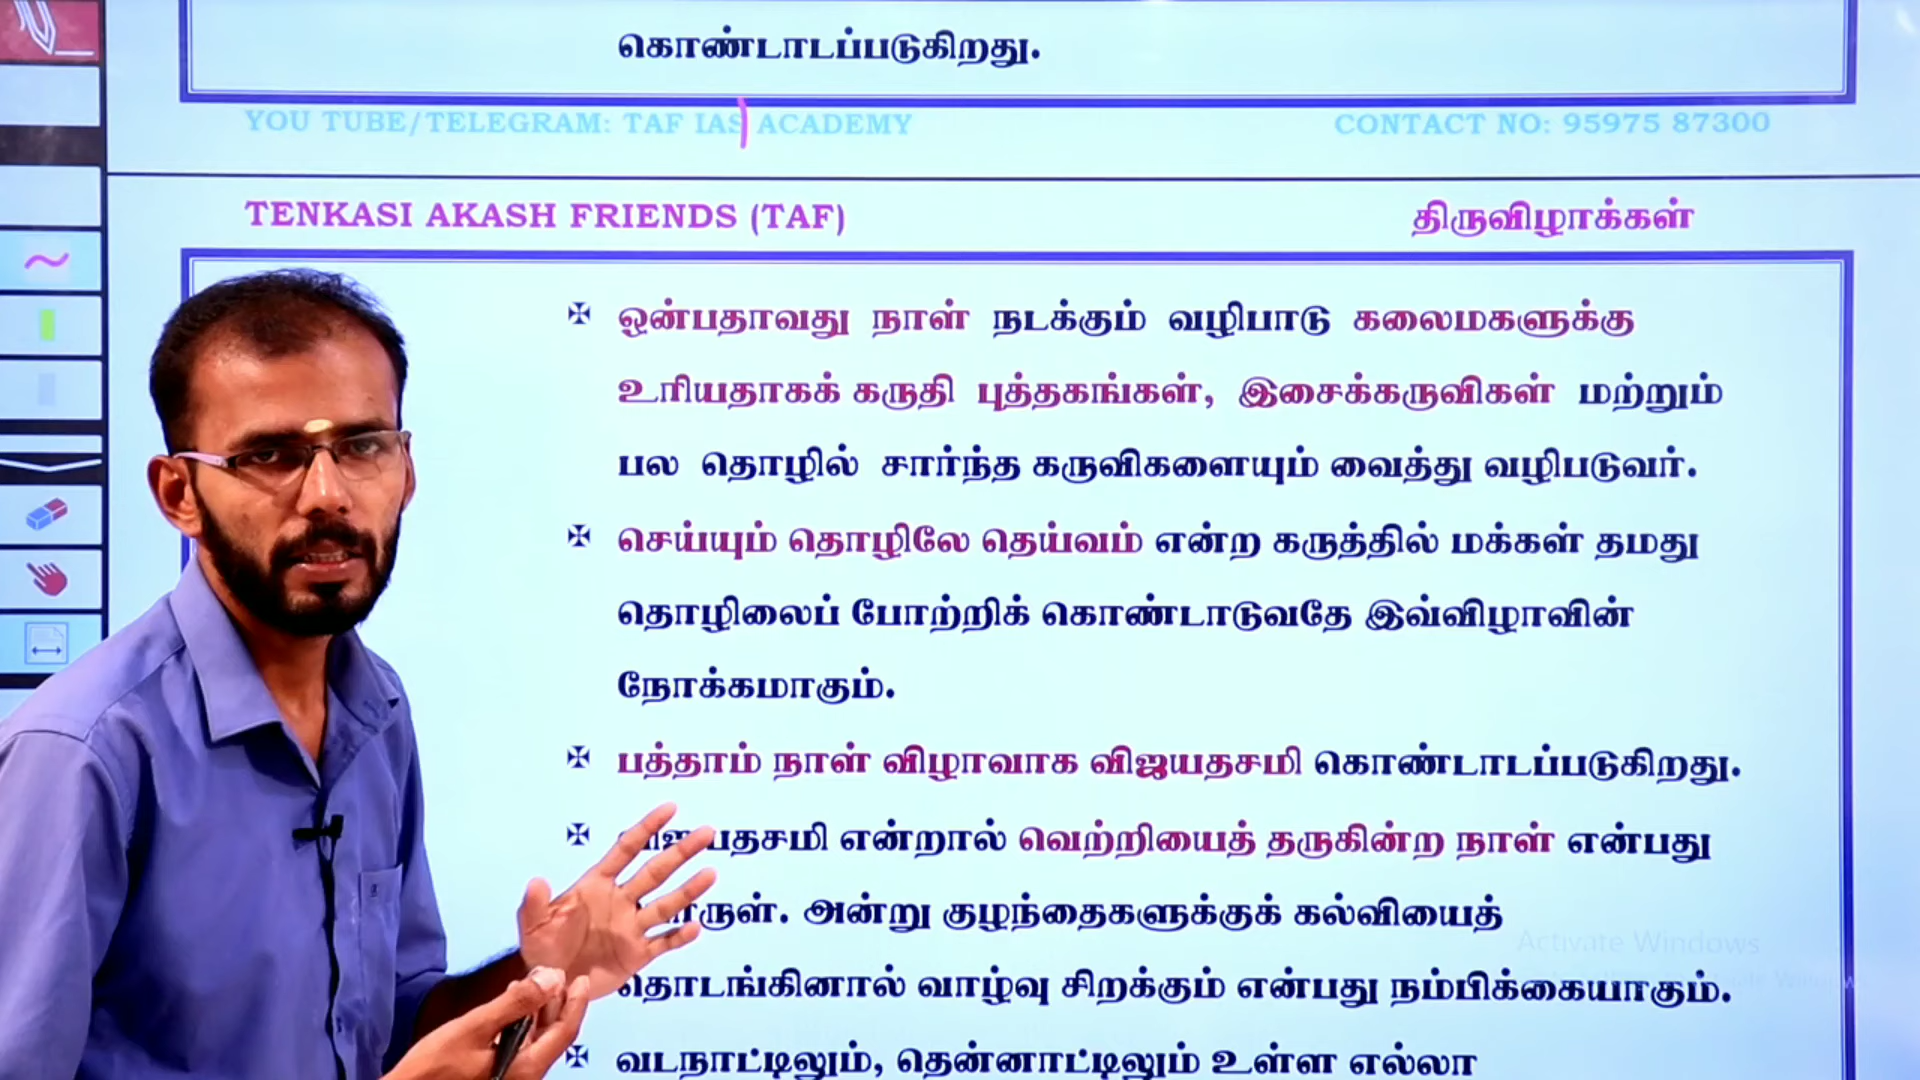 கொண்டாடப்படுகிறது.
YOU TUBE/TELEGRAM: TAF IAS ACADEMY CONTACT NO: 95975 87300
TENKASI AKASH FRIENDS (TAF) திருவிழாக்கள்
ஒன்பதாவது நாள் நடக்கும் வழிபாடு கலைமகளுக்கு
உரியதாகக் கருதி புத்தகங்கள், இசைக்கருவிகள் மற்றும்
பல தொழில் சார்ந்த கருவிகளையும் வைத்து வழிபடுவர்.
செய்யும் தொழிலே தெய்வம் என்ற கருத்தில் மக்கள் தமது
தொழிலைப் போற்றிக் கொண்டாடுவதே இவ்விழாவின்
நோக்கமாகும்.
பத்தாம் நாள் விழாவாக விஜயதசமி கொண்டாடப்படுகிறது.
விஜயதசமி என்றால் வெற்றியைத் தருகின்ற நாள் என்பது
அன்று குழந்தைகளுக்குக் கல்வியைத்
தொடங்கினால் வாழ்வு சிறக்கும் என்பது நம்பிக்கையாகும்.
வடநாட்டிலும், தென்னாட்டிலும் உள்ள எல்லா
Activate Windows